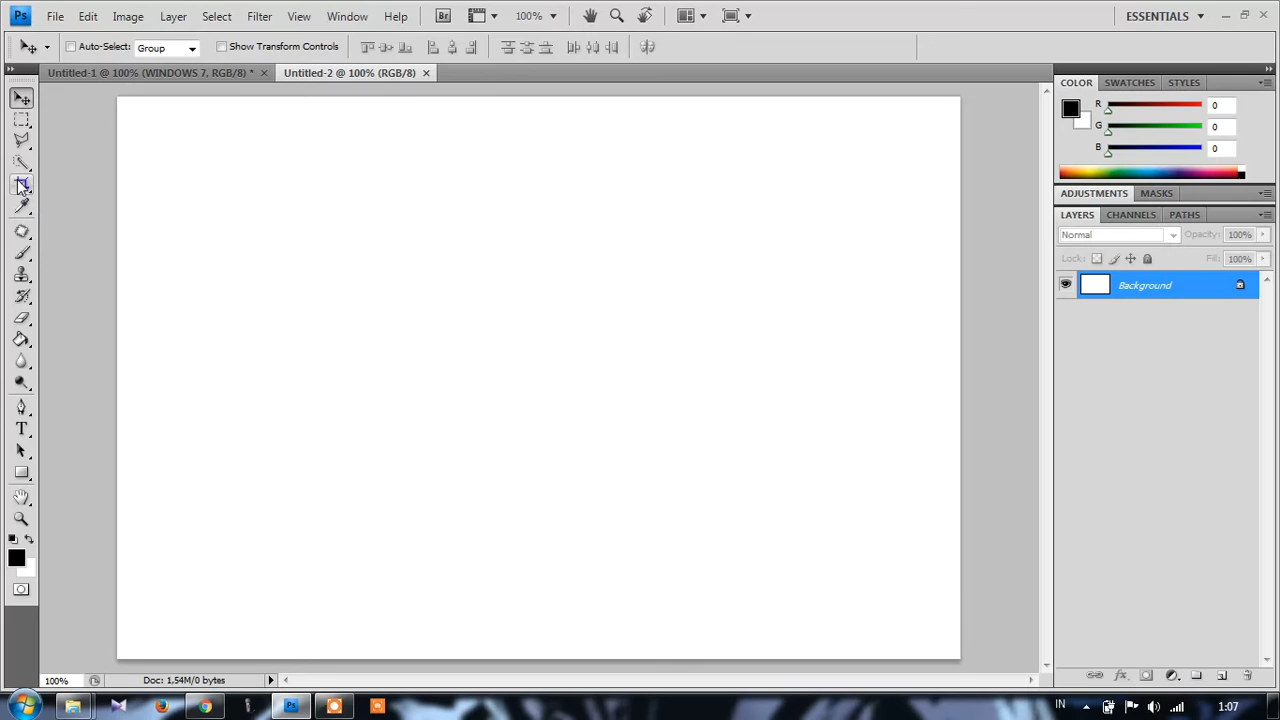 Ps File Edit Image Layer Select Filter View Window Help Br 100% ESSENTIALS
Auto-Select: Group Show Transform Controls
Untitled-1 @ 100% (WINDOWS 7, RGB/8) * Untitled-2 @ 100% (RGB/8)
COLOR SWATCHES STYLES
R 0
G 0
B 0
ADJUSTMENTS MASKS
LAYERS CHANNELS PATHS
Normal Opacity: 100%
Lock: Fill: 100%
Background
T
100% Doc: 1,54M/0 bytes
Ps IN 1:07